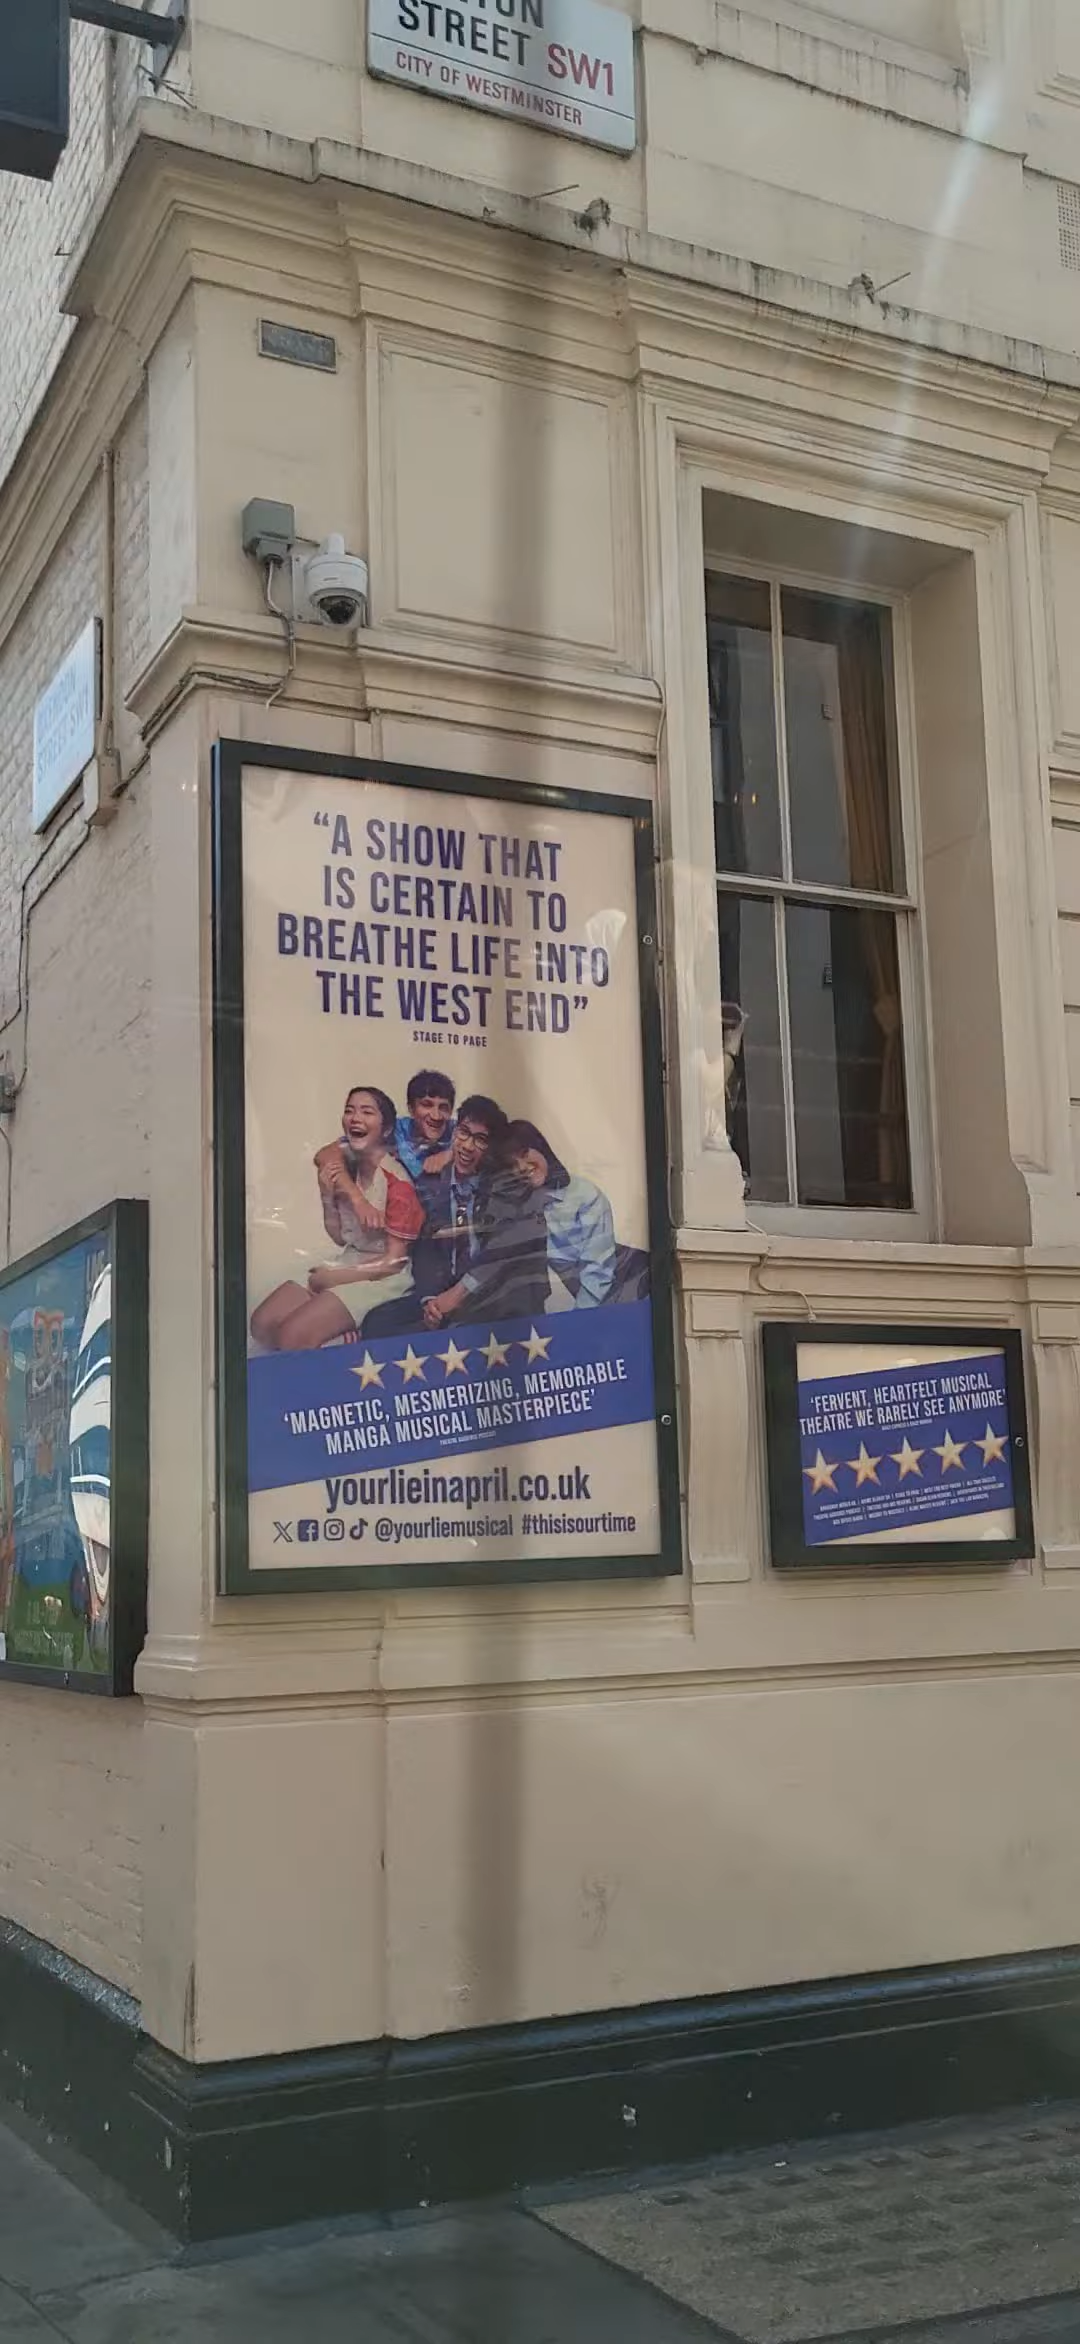 STREET SW1
CITY OF WESTMINSTER
“A SHOW THAT
IS CERTAIN TO
BREATHE LIFE INTO
THE WEST END”
STAGE TO PAGE
‘MAGNETIC, MESMERIZING, MEMORABLE
MANGA MUSICAL MASTERPIECE’
yourlieinapril.co.uk
@yourliemusical #thisisourtime
‘FERVENT, HEARTFELT MUSICAL
THEATRE WE RARELY SEE ANYMORE’